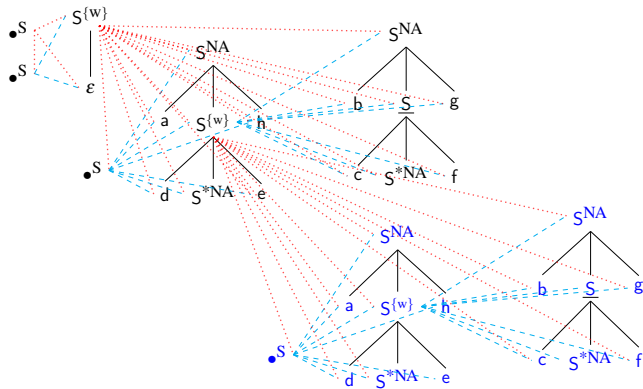 •S S{w} S^NA
•S ε S^NA
a S{w} h b S g
•S d S*NA e c S*NA f
S^NA S^NA
a S{w} h b S g
•S d S*NA e c S*NA f